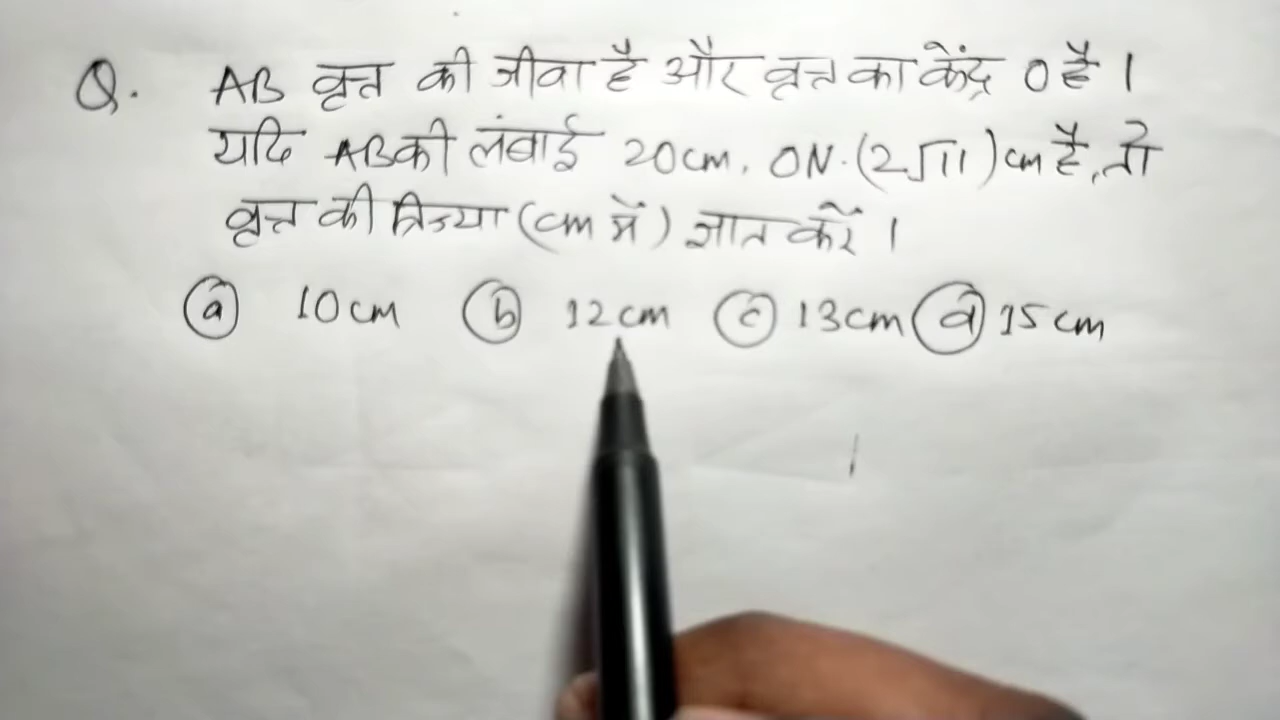 Q. AB वृत्त की जीवा है और वृत्त का केंद्र O है ।
यदि AB की लंबाई 20cm, ON.(2√11)cm है, तो
वृत्त की त्रिज्या (cm में) ज्ञात करें ।
(a) 10cm (b) 12cm (c) 13cm (d) 15cm